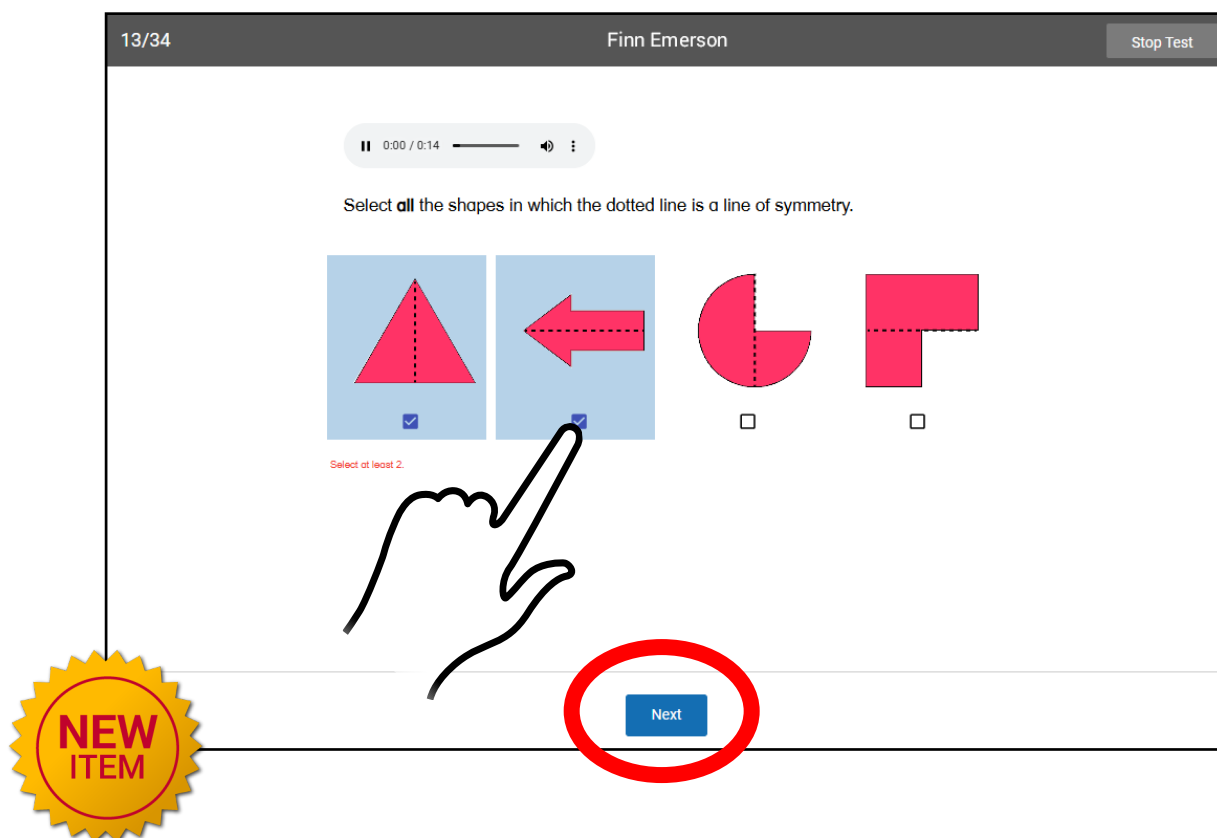 13/34
Finn Emerson
Stop Test
0:00 / 0:14
Select all the shapes in which the dotted line is a line of symmetry.
Select at least 2.
Next
NEW
ITEM